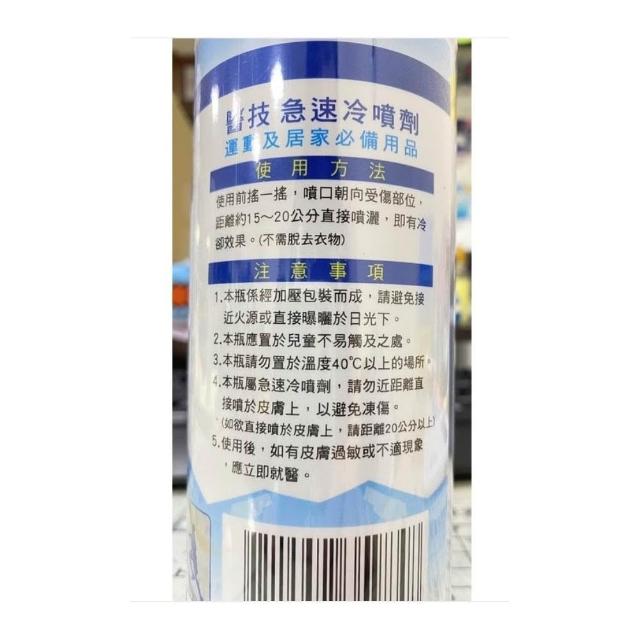 醫技 急速冷噴劑
運動及居家必備用品
使用方法
使用前搖一搖，噴口朝向受傷部位，
距離約15～20公分直接噴灑，即有冷
卻效果。(不需脫去衣物)
注意事項
1.本瓶係經加壓包裝而成，請避免接
近火源或直接曝曬於日光下。
2.本瓶應置於兒童不易觸及之處。
3.本瓶請勿置於溫度40℃以上的場所。
4.本瓶屬急速冷噴劑，請勿近距離直
接噴於皮膚上，以避免凍傷。
(如欲直接噴於皮膚上，請距離20公分以上)
5.使用後，如有皮膚過敏或不適現象
，應立即就醫。